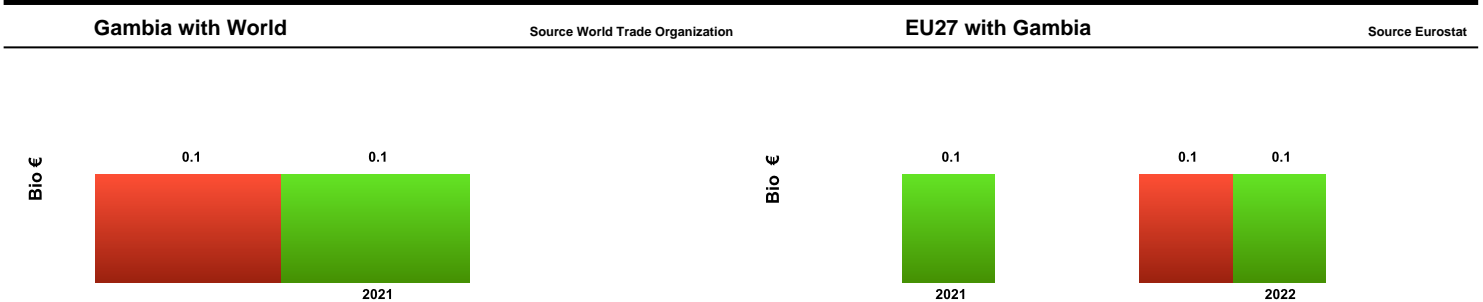 Gambia with World
Source World Trade Organization
Bio €
0.1 0.1
2021
EU27 with Gambia
Source Eurostat
Bio €
0.1 0.1 0.1
2021 2022